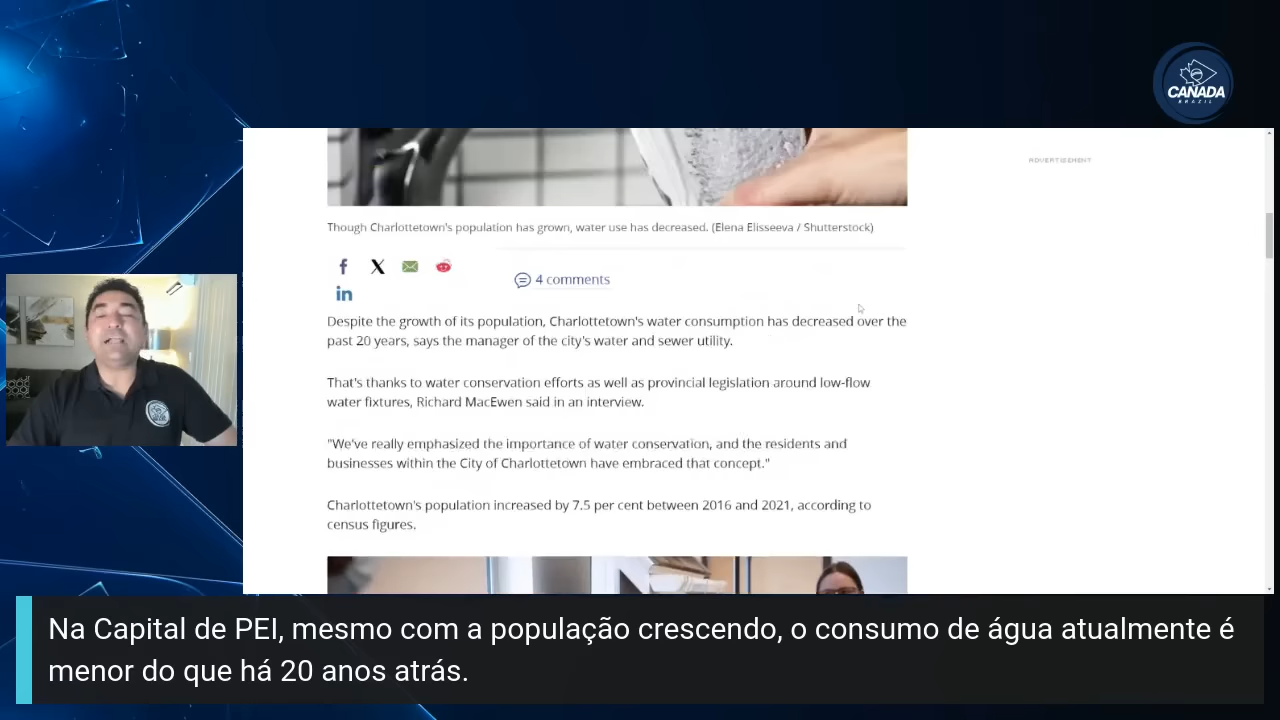 CAÑADA
BRAZIL
ADVERTISEMENT
Though Charlottetown's population has grown, water use has decreased. (Elena Elisseeva / Shutterstock)
4 comments
Despite the growth of its population, Charlottetown's water consumption has decreased over the
past 20 years, says the manager of the city's water and sewer utility.
That's thanks to water conservation efforts as well as provincial legislation around low-flow
water fixtures, Richard MacEwen said in an interview.
"We've really emphasized the importance of water conservation, and the residents and
businesses within the City of Charlottetown have embraced that concept."
Charlottetown's population increased by 7.5 per cent between 2016 and 2021, according to
census figures.
Na Capital de PEI, mesmo com a população crescendo, o consumo de água atualmente é
menor do que há 20 anos atrás.